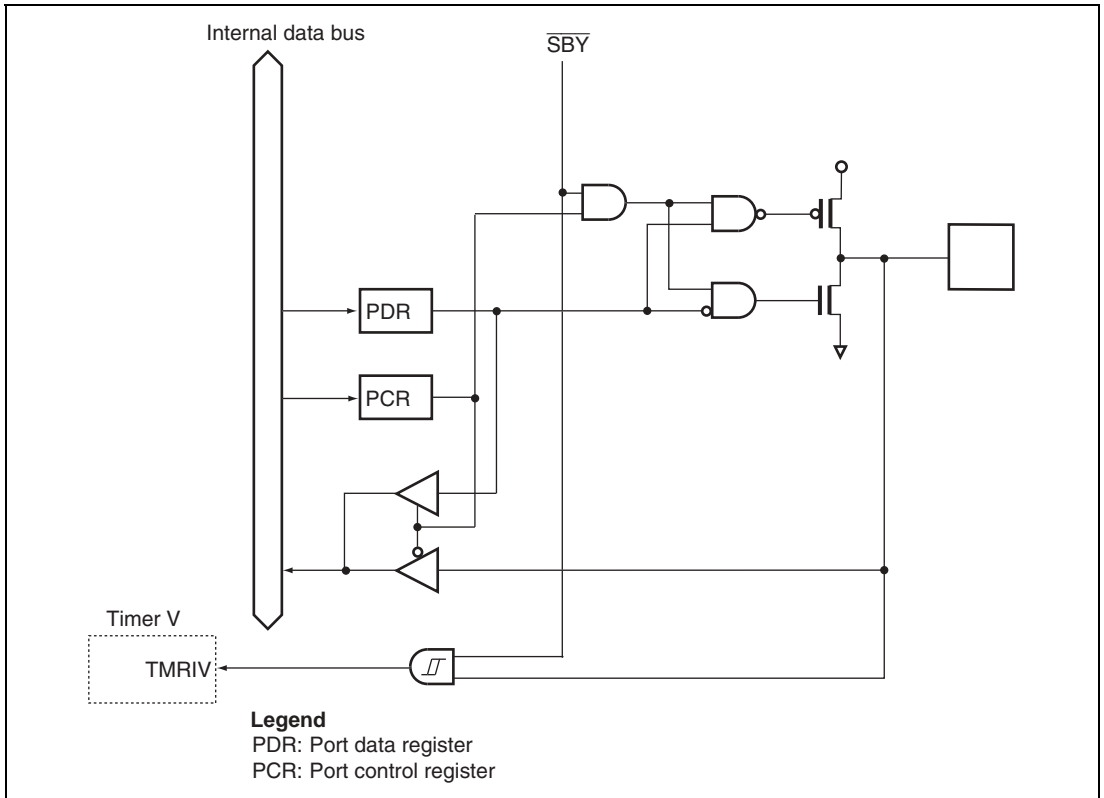 Internal data bus
SBY
PDR
PCR
Timer V
TMRIV
Legend
PDR: Port data register
PCR: Port control register